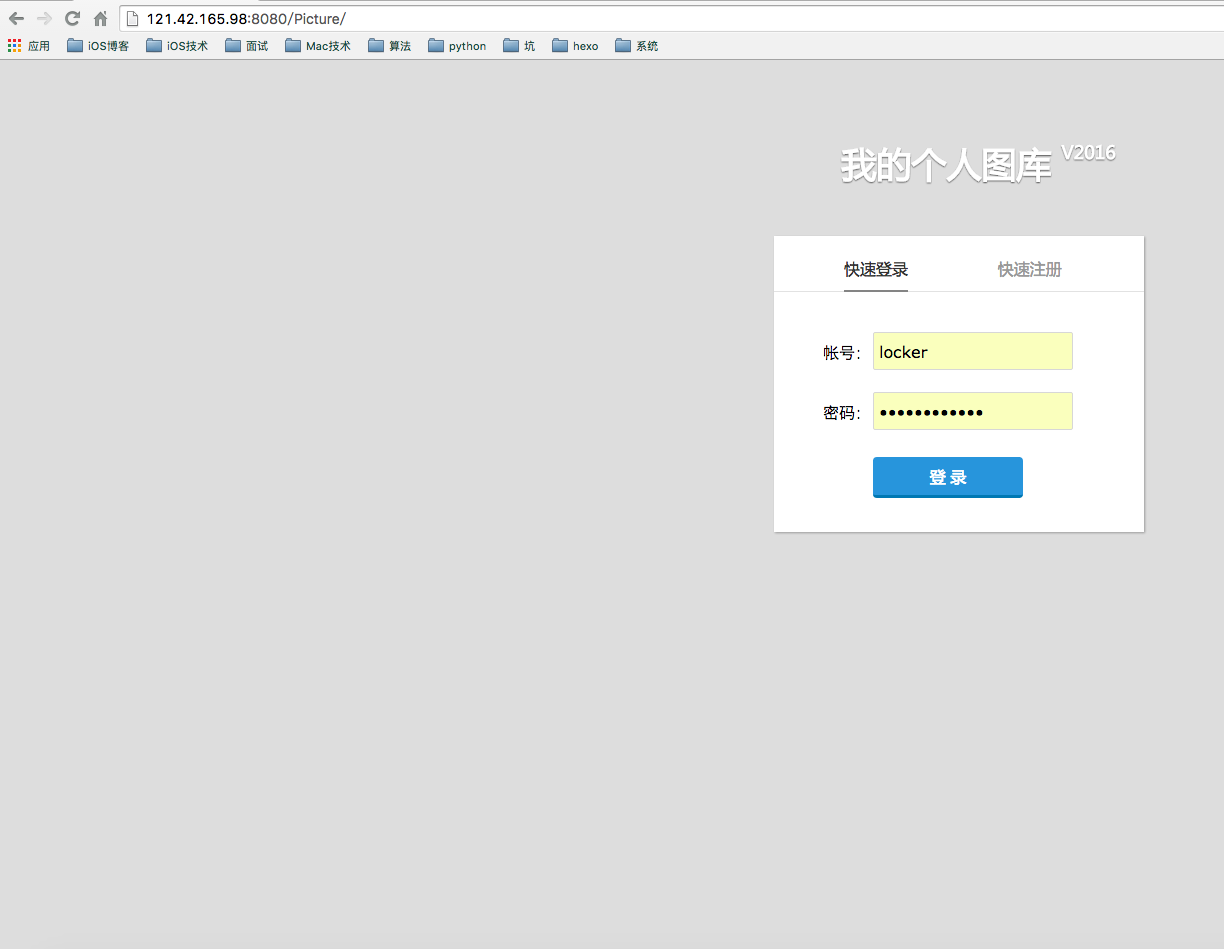 121.42.165.98:8080/Picture/
应用 iOS博客 iOS技术 面试 Mac技术 算法 python 坑 hexo 系统
我的个人图库 V2016
快速登录 快速注册
帐号: locker
密码: ••••••••••••
登 录